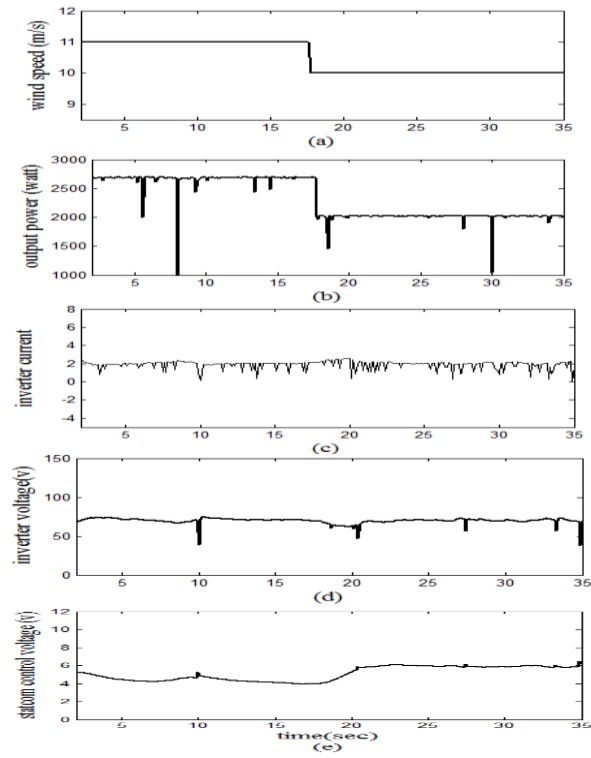 12
11
10
9
wind speed (m/s)
5 10 15 20 25 30 35
(a)
3000
2500
2000
1500
1000
output power (watt)
5 10 15 20 25 30 35
(b)
8
6
4
2
0
-2
-4
inverter current
5 10 15 20 25 30 35
(c)
150
100
50
0
inverter voltage(v)
5 10 15 20 25 30 35
(d)
12
10
8
6
4
2
0
statcom control voltage (v)
5 10 15 20 25 30 35
time(sec)
(e)